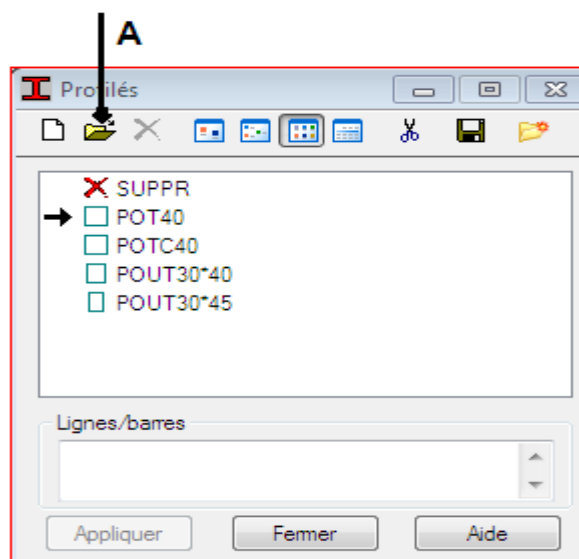 A
Profilés
SUPPR
POT40
POTC40
POUT30*40
POUT30*45
Lignes/barres
Appliquer
Fermer
Aide